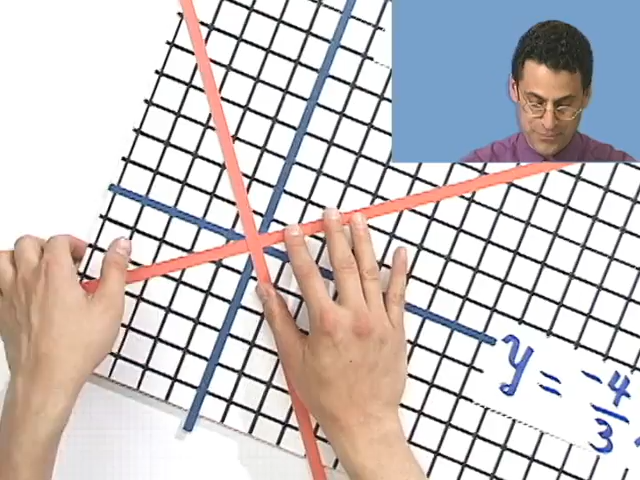 y = -4/3